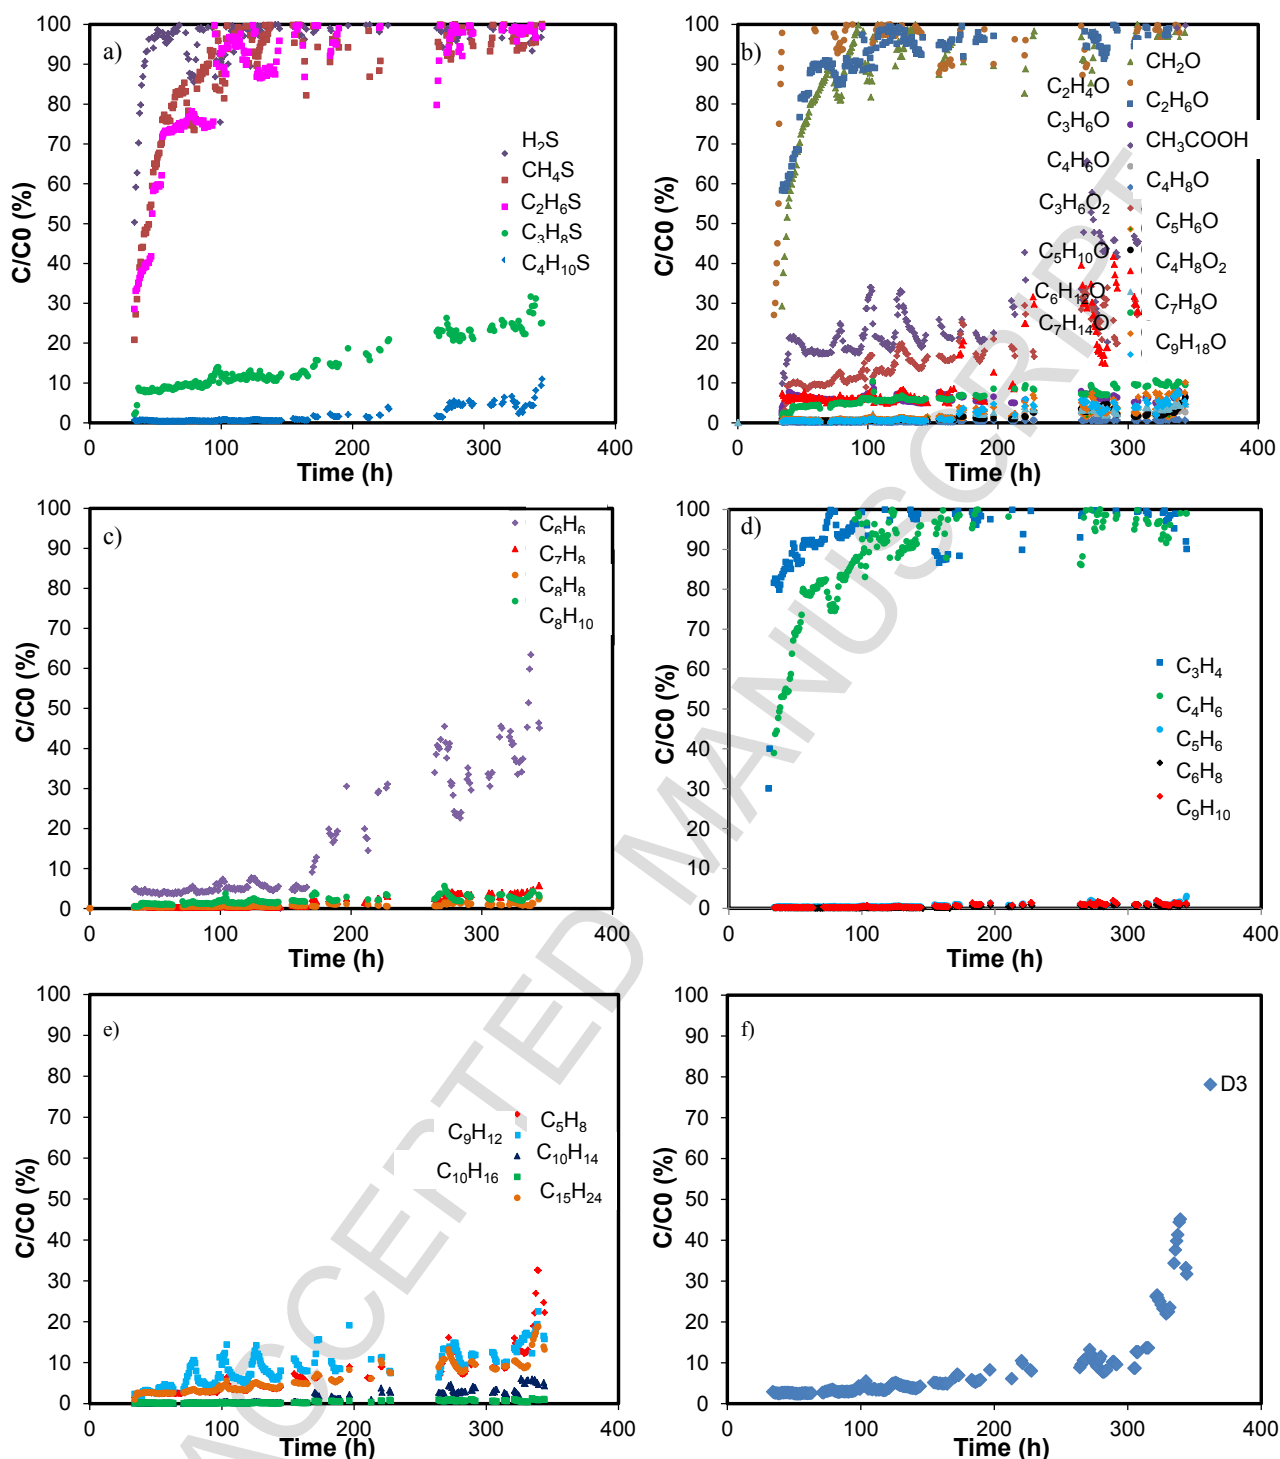 a)
C/C0 (%)
100
90
80
70
60
50
40
30
20
10
0
H2S
CH4S
C2H6S
C3H8S
C4H10S
0 100 200 300 400
Time (h)
b)
C/C0 (%)
100
90
80
70
60
50
40
30
20
10
0
CH2O
C2H4O
C2H6O
C3H6O
CH3COOH
C4H6O
C4H8O
C3H6O2
C5H6O
C5H10O
C4H8O2
C6H12O
C7H8O
C7H14O
C9H18O
0 100 200 300 400
Time (h)
c)
C/C0 (%)
100
90
80
70
60
50
40
30
20
10
0
C6H6
C7H8
C8H8
C8H10
0 100 200 300 400
Time (h)
d)
C/C0 (%)
100
90
80
70
60
50
40
30
20
10
0
C3H4
C4H6
C5H6
C6H8
C9H10
0 100 200 300 400
Time (h)
e)
C/C0 (%)
100
90
80
70
60
50
40
30
20
10
0
C5H8
C9H12
C10H14
C10H16
C15H24
0 100 200 300 400
Time (h)
f)
C/C0 (%)
100
90
80
70
60
50
40
30
20
10
0
D3
0 100 200 300 400
Time (h)
ACCEPTED MANUSCRIPT